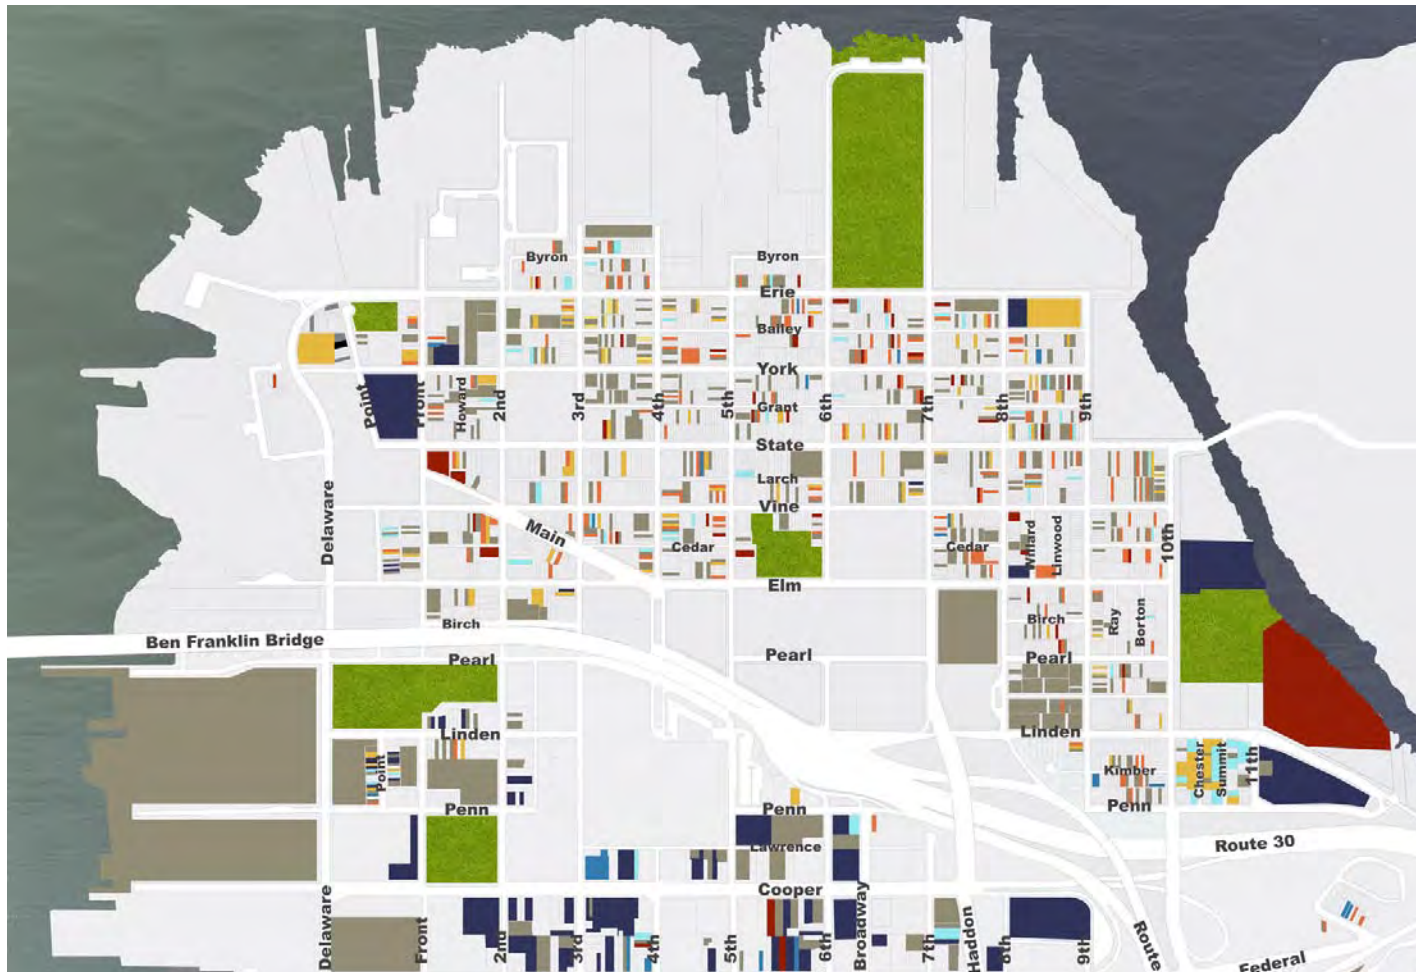 Byron
Byron
Erie
Bailey
York
Point
Front
Howard
2nd
3rd
4th
5th
Grant
6th
7th
8th
9th
State
Larch
Vine
Delaware
Main
Cedar
Cedar
Willard
Linwood
10th
Elm
Birch
Birch
Ray
Borton
Ben Franklin Bridge
Pearl
Pearl
Pearl
Linden
Linden
Point
Kimber
Chester
Summit
11th
Penn
Penn
Penn
Lawrence
Route 30
Cooper
Delaware
Front
2nd
3rd
4th
5th
6th
Broadway
7th
Haddon
8th
9th
Route
Federal